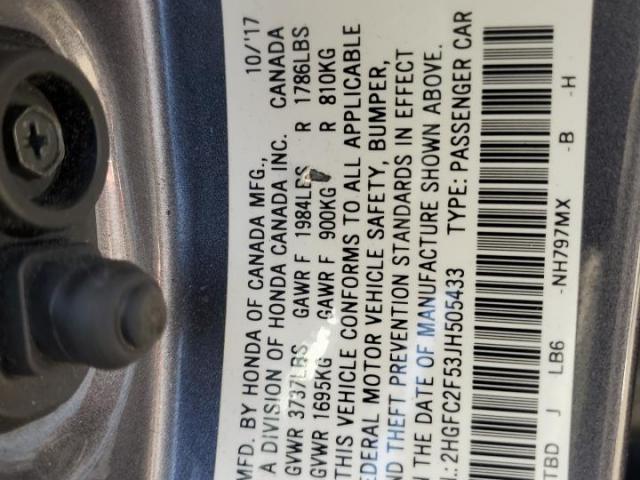 MFD. BY HONDA OF CANADA MFG., 10/'17
A DIVISION OF HONDA CANADA INC. CANADA
GVWR 3737LBS GAWR F 1984LBS R 1786LBS
GVWR 1695KG GAWR F 900KG R 810KG
THIS VEHICLE CONFORMS TO ALL APPLICABLE
FEDERAL MOTOR VEHICLE SAFETY, BUMPER,
AND THEFT PREVENTION STANDARDS IN EFFECT
ON THE DATE OF MANUFACTURE SHOWN ABOVE.
.: 2HGFC2F53JH505433 TYPE: PASSENGER CAR
TBD J LB6 -NH797MX -B -H